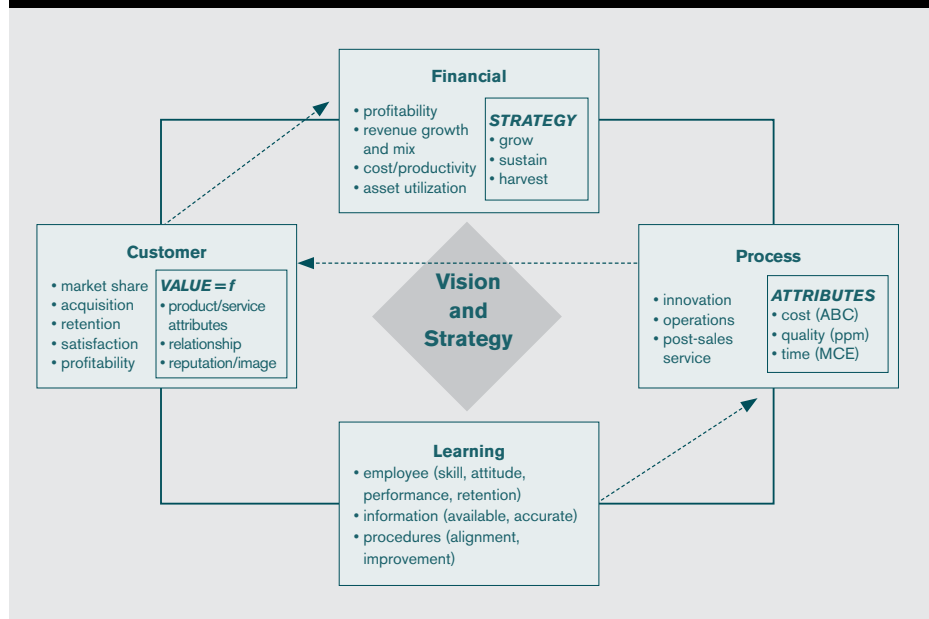 Financial
• profitability
• revenue growth
and mix
• cost/productivity
• asset utilization
STRATEGY
• grow
• sustain
• harvest
Customer
• market share
• acquisition
• retention
• satisfaction
• profitability
VALUE = f
• product/service
attributes
• relationship
• reputation/image
Vision
and
Strategy
Process
• innovation
• operations
• post-sales
service
ATTRIBUTES
• cost (ABC)
• quality (ppm)
• time (MCE)
Learning
• employee (skill, attitude,
performance, retention)
• information (available, accurate)
• procedures (alignment,
improvement)